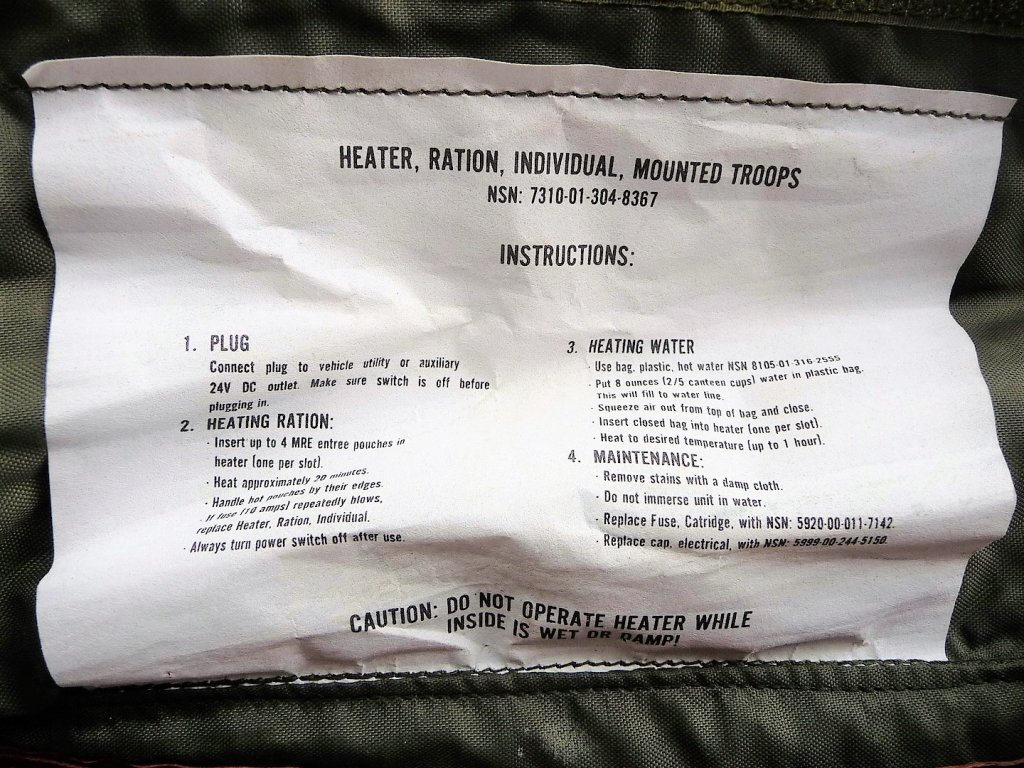 HEATER, RATION, INDIVIDUAL, MOUNTED TROOPS
NSN: 7310-01-304-8367
INSTRUCTIONS:
1. PLUG
Connect plug to vehicle utility or auxiliary
24V DC outlet. Make sure switch is off before
plugging in.
2. HEATING RATION:
· Insert up to 4 MRE entree pouches in
heater (one per slot).
· Heat approximately 20 minutes.
· Handle hot pouches by their edges.
· If fuse (10 amps) repeatedly blows,
replace Heater, Ration, Individual.
· Always turn power switch off after use.
3. HEATING WATER
· Use bag, plastic, hot water NSN 8105-01-316-2555
· Put 8 ounces (2/5 canteen cups) water in plastic bag.
This will fill to water line.
· Squeeze air out from top of bag and close.
· Insert closed bag into heater (one per slot).
· Heat to desired temperature (up to 1 hour).
4. MAINTENANCE:
· Remove stains with a damp cloth.
· Do not immerse unit in water.
· Replace Fuse, Catridge, with NSN: 5920-00-011-7142.
· Replace cap, electrical, with NSN: 5999-00-244-5150.
CAUTION: DO NOT OPERATE HEATER WHILE
INSIDE IS WET OR DAMP!